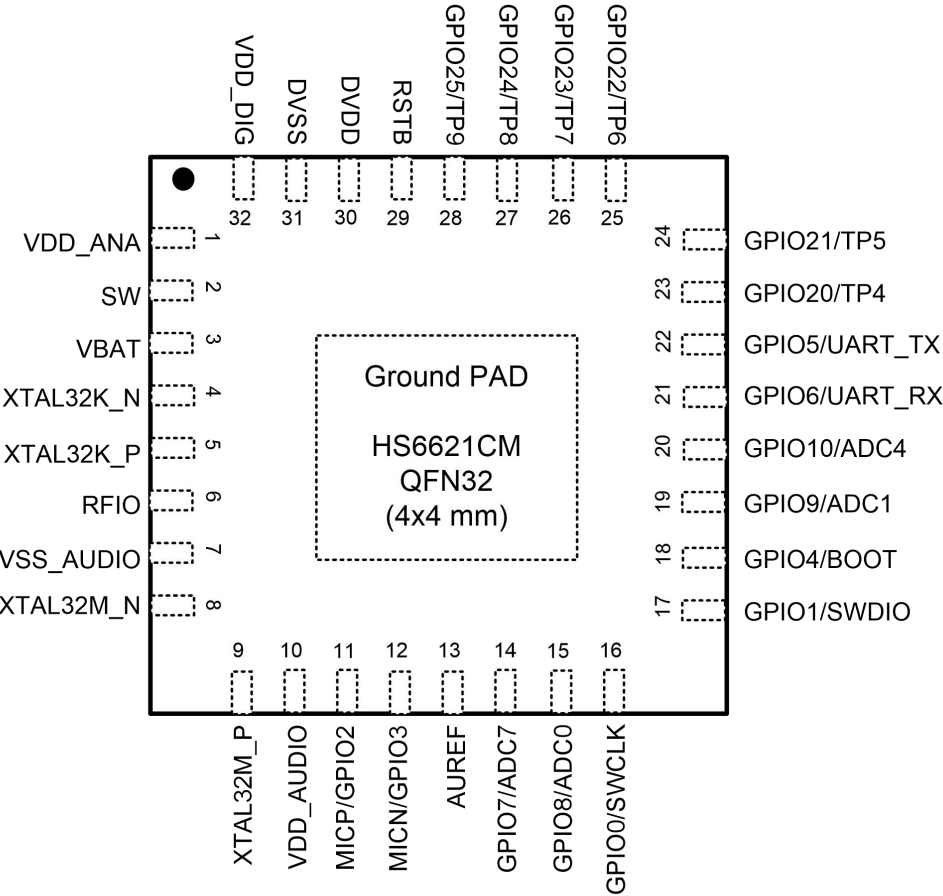 VDD_DIG
DVSS
DVDD
RSTB
GPIO25/TP9
GPIO24/TP8
GPIO23/TP7
GPIO22/TP6
32
31
30
29
28
27
26
25
VDD_ANA
1
SW
2
VBAT
3
XTAL32K_N
4
XTAL32K_P
5
RFIO
6
VSS_AUDIO
7
XTAL32M_N
8
24
GPIO21/TP5
23
GPIO20/TP4
22
GPIO5/UART_TX
21
GPIO6/UART_RX
20
GPIO10/ADC4
19
GPIO9/ADC1
18
GPIO4/BOOT
17
GPIO1/SWDIO
Ground PAD
HS6621CM
QFN32
(4x4 mm)
9
10
11
12
13
14
15
16
XTAL32M_P
VDD_AUDIO
MICP/GPIO2
MICN/GPIO3
AUREF
GPIO7/ADC7
GPIO8/ADC0
GPIO0/SWCLK